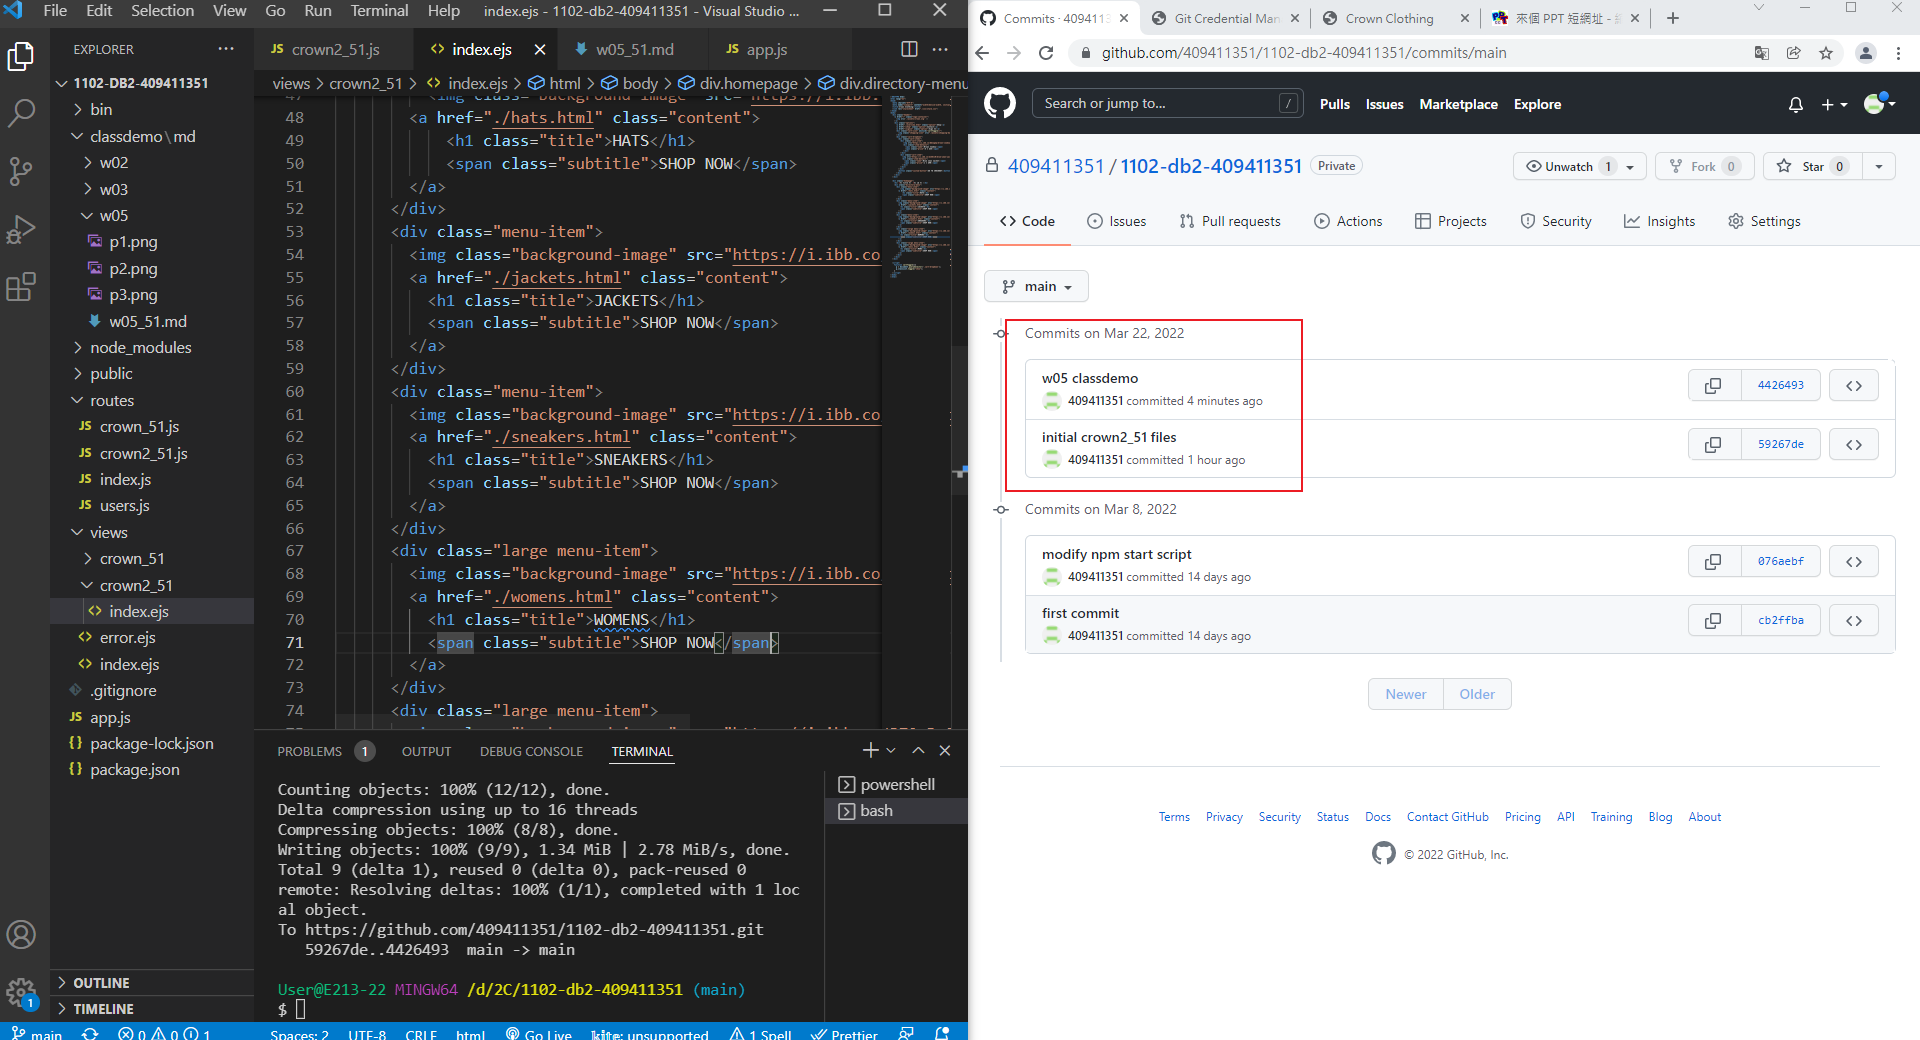 File Edit Selection View Go Run Terminal Help index.ejs - 1102-db2-409411351 - Visual Studio ...
EXPLORER
1102-DB2-409411351
bin
classdemo \ md
w02
w03
w05
p1.png
p2.png
p3.png
w05_51.md
node_modules
public
routes
crown_51.js
crown2_51.js
index.js
users.js
views
crown_51
crown2_51
index.ejs
error.ejs
index.ejs
.gitignore
app.js
package-lock.json
package.json
OUTLINE
TIMELINE
1
crown2_51.js index.ejs w05_51.md app.js
views > crown2_51 > index.ejs > html > body > div.homepage > div.directory-menu
48 <a href="./hats.html" class="content">
49 <h1 class="title">HATS</h1>
50 <span class="subtitle">SHOP NOW</span>
51 </a>
52 </div>
53 <div class="menu-item">
54 <img class="background-image" src="https://i.ibb.co
55 <a href="./jackets.html" class="content">
56 <h1 class="title">JACKETS</h1>
57 <span class="subtitle">SHOP NOW</span>
58 </a>
59 </div>
60 <div class="menu-item">
61 <img class="background-image" src="https://i.ibb.co
62 <a href="./sneakers.html" class="content">
63 <h1 class="title">SNEAKERS</h1>
64 <span class="subtitle">SHOP NOW</span>
65 </a>
66 </div>
67 <div class="large menu-item">
68 <img class="background-image" src="https://i.ibb.co
69 <a href="./womens.html" class="content">
70 <h1 class="title">WOMENS</h1>
71 <span class="subtitle">SHOP NOW</span>
72 </a>
73 </div>
74 <div class="large menu-item">
PROBLEMS 1 OUTPUT DEBUG CONSOLE TERMINAL
powershell
bash
Counting objects: 100% (12/12), done.
Delta compression using up to 16 threads
Compressing objects: 100% (8/8), done.
Writing objects: 100% (9/9), 1.34 MiB | 2.78 MiB/s, done.
Total 9 (delta 1), reused 0 (delta 0), pack-reused 0
remote: Resolving deltas: 100% (1/1), completed with 1 loc
al object.
To https://github.com/409411351/1102-db2-409411351.git
59267de..4426493 main -> main
User@E213-22 MINGW64 /d/2C/1102-db2-409411351 (main)
$
main 0 0 1 Spaces: 2 UTF-8 CRLF html Go Live kite: unsupported 1 Spell Prettier
Commits · 409411 Git Credential Man Crown Clothing 來個 PPT 短網址 -
github.com/409411351/1102-db2-409411351/commits/main
Search or jump to... / Pulls Issues Marketplace Explore
409411351 / 1102-db2-409411351 Private
Unwatch 1 Fork 0 Star 0
Code Issues Pull requests Actions Projects Security Insights Settings
main
Commits on Mar 22, 2022
w05 classdemo
409411351 committed 4 minutes ago
4426493
initial crown2_51 files
409411351 committed 1 hour ago
59267de
Commits on Mar 8, 2022
modify npm start script
409411351 committed 14 days ago
076aebf
first commit
409411351 committed 14 days ago
cb2ffba
Newer Older
Terms Privacy Security Status Docs Contact GitHub Pricing API Training Blog About
© 2022 GitHub, Inc.